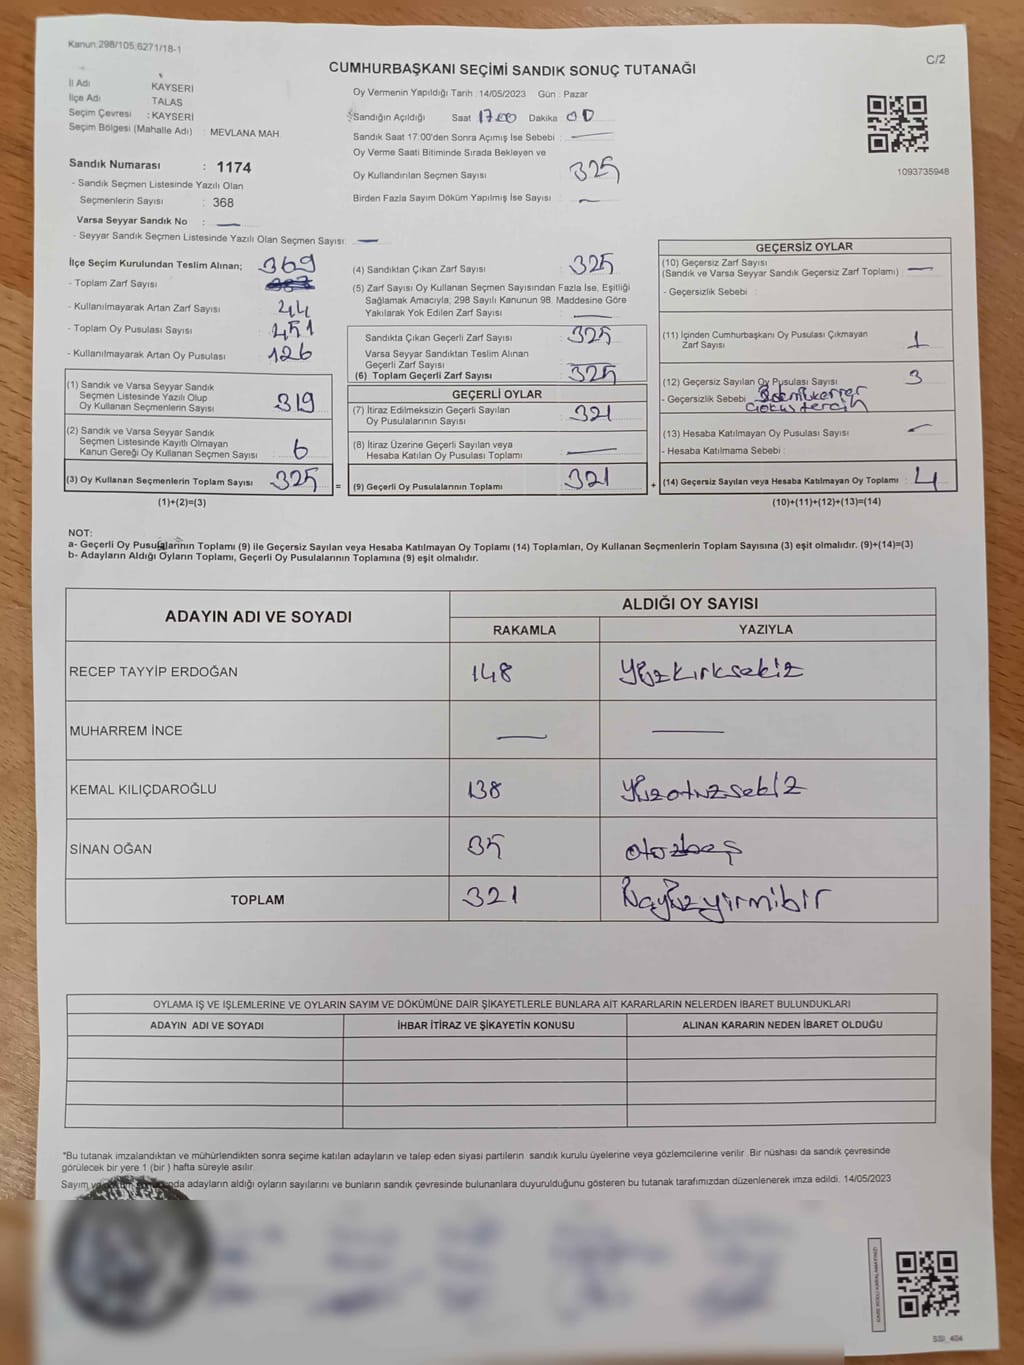 Kanun:298/105;6271/18-1
C/2
CUMHURBAŞKANI SEÇİMİ SANDIK SONUÇ TUTANAĞI
İl Adı KAYSERİ
İlçe Adı TALAS
Seçim Çevresi : KAYSERİ
Seçim Bölgesi (Mahalle Adı) : MEVLANA MAH.
Sandık Numarası : 1174
- Sandık Seçmen Listesinde Yazılı Olan
Seçmenlerin Sayısı : 368
Varsa Seyyar Sandık No : —
- Seyyar Sandık Seçmen Listesinde Yazılı Olan Seçmen Sayısı: —
Oy Vermenin Yapıldığı Tarih :14/05/2023 Gün : Pazar
Sandığın Açıldığı Saat 17.00 Dakika 00
Sandık Saat 17:00'den Sonra Açımış İse Sebebi : —
Oy Verme Saati Bitiminde Sırada Bekleyen ve
Oy Kullandırılan Seçmen Sayısı 325
Birden Fazla Sayım Döküm Yapılmış İse Sayısı : —
1093735948
İlçe Seçim Kurulundan Teslim Alınan; 369
- Toplam Zarf Sayısı
- Kullanılmayarak Artan Zarf Sayısı : 44
- Toplam Oy Pusulası Sayısı : 451
- Kullanılmayarak Artan Oy Pusulası : 126
(1) Sandık ve Varsa Seyyar Sandık
Seçmen Listesinde Yazılı Olup
Oy Kullanan Seçmenlerin Sayısı : 319
(2) Sandık ve Varsa Seyyar Sandık
Seçmen Listesinde Kayıtlı Olmayan
Kanun Gereği Oy Kullanan Seçmen Sayısı : 6
(3) Oy Kullanan Seçmenlerin Toplam Sayısı : 325 =
(1)+(2)=(3)
(4) Sandıktan Çıkan Zarf Sayısı : 325
(5) Zarf Sayısı Oy Kullanan Seçmen Sayısından Fazla İse, Eşitliği
Sağlamak Amacıyla; 298 Sayılı Kanunun 98. Maddesine Göre
Yakılarak Yok Edilen Zarf Sayısı : —
Sandıkta Çıkan Geçerli Zarf Sayısı : 325
Varsa Seyyar Sandıktan Teslim Alınan
Geçerli Zarf Sayısı : —
(6) Toplam Geçerli Zarf Sayısı : 325
GEÇERLİ OYLAR
(7) İtiraz Edilmeksizin Geçerli Sayılan
Oy Pusulasının Sayısı : 321
(8) İtiraz Üzerine Geçerli Sayılan veya
Hesaba Katılan Oy Pusulası Toplamı : —
(9) Geçerli Oy Pusulalarının Toplamı : 321 +
GEÇERSİZ OYLAR
(10) Geçersiz Zarf Sayısı
(Sandık ve Varsa Seyyar Sandık Geçersiz Zarf Toplamı) : —
- Geçersizlik Sebebi :
(11) İçinden Cumhurbaşkanı Oy Pusulası Çıkmayan
Zarf Sayısı : 1
(12) Geçersiz Sayılan Oy Pusulası Sayısı : 3
- Geçersizlik Sebebi
(13) Hesaba Katılmayan Oy Pusulası Sayısı : —
- Hesaba Katılmama Sebebi :
(14) Geçersiz Sayılan veya Hesaba Katılmayan Oy Toplamı : 4
(10)+(11)+(12)+(13)=(14)
NOT:
a- Geçerli Oy Pusulalarının Toplamı (9) ile Geçersiz Sayılan veya Hesaba Katılmayan Oy Toplamı (14) Toplamları, Oy Kullanan Seçmenlerin Toplam Sayısına (3) eşit olmalıdır. (9)+(14)=(3)
b- Adayların Aldığı Oyların Toplamı, Geçerli Oy Pusulalarının Toplamına (9) eşit olmalıdır.
ADAYIN ADI VE SOYADI ALDIĞI OY SAYISI
RAKAMLA YAZIYLA
RECEP TAYYİP ERDOĞAN 148 Yüzkırksekiz
MUHARREM İNCE — —
KEMAL KILIÇDAROĞLU 138 Yüzotuzsekiz
SİNAN OĞAN 35 otuzbeş
TOPLAM 321 Üçyüzyirmibir
OYLAMA İŞ VE İŞLEMLERİNE VE OYLARIN SAYIM VE DÖKÜMÜNE DAİR ŞİKAYETLERLE BUNLARA AİT KARARLARIN NELERDEN İBARET BULUNDUKLARI
ADAYIN ADI VE SOYADI İHBAR İTİRAZ VE ŞİKAYETİN KONUSU ALINAN KARARIN NEDEN İBARET OLDUĞU
*Bu tutanak imzalandıktan ve mühürlendikten sonra seçime katılan adayların ve talep eden siyasi partilerin sandık kurulu üyelerine veya gözlemcilerine verilir. Bir nüshası da sandık çevresinde
görülecek bir yere 1 (bir ) hafta süreyle asılır.
adayların aldığı oyların sayılarını ve bunların sandık çevresinde bulunanlara duyurulduğunu gösteren bu tutanak tarafımızdan düzenlenerek imza edildi. 14/05/2023